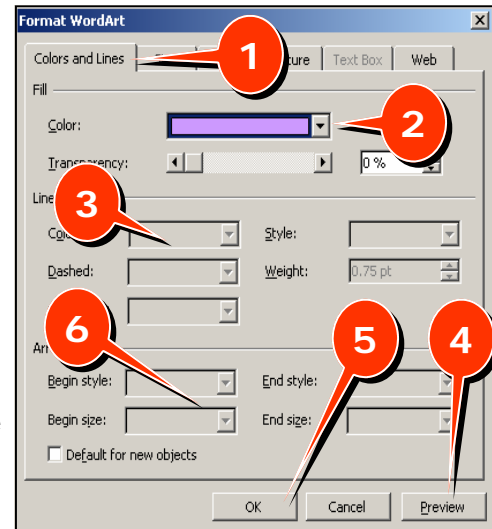 Format WordArt
Colors and Lines Text Box Web
1
Fill
Color:
2
Transparency: 0 %
3
Style:
Dashed: Weight: 0.75 pt
6 5 4
Begin style: End style:
Begin size: End size:
Default for new objects
OK Cancel Preview